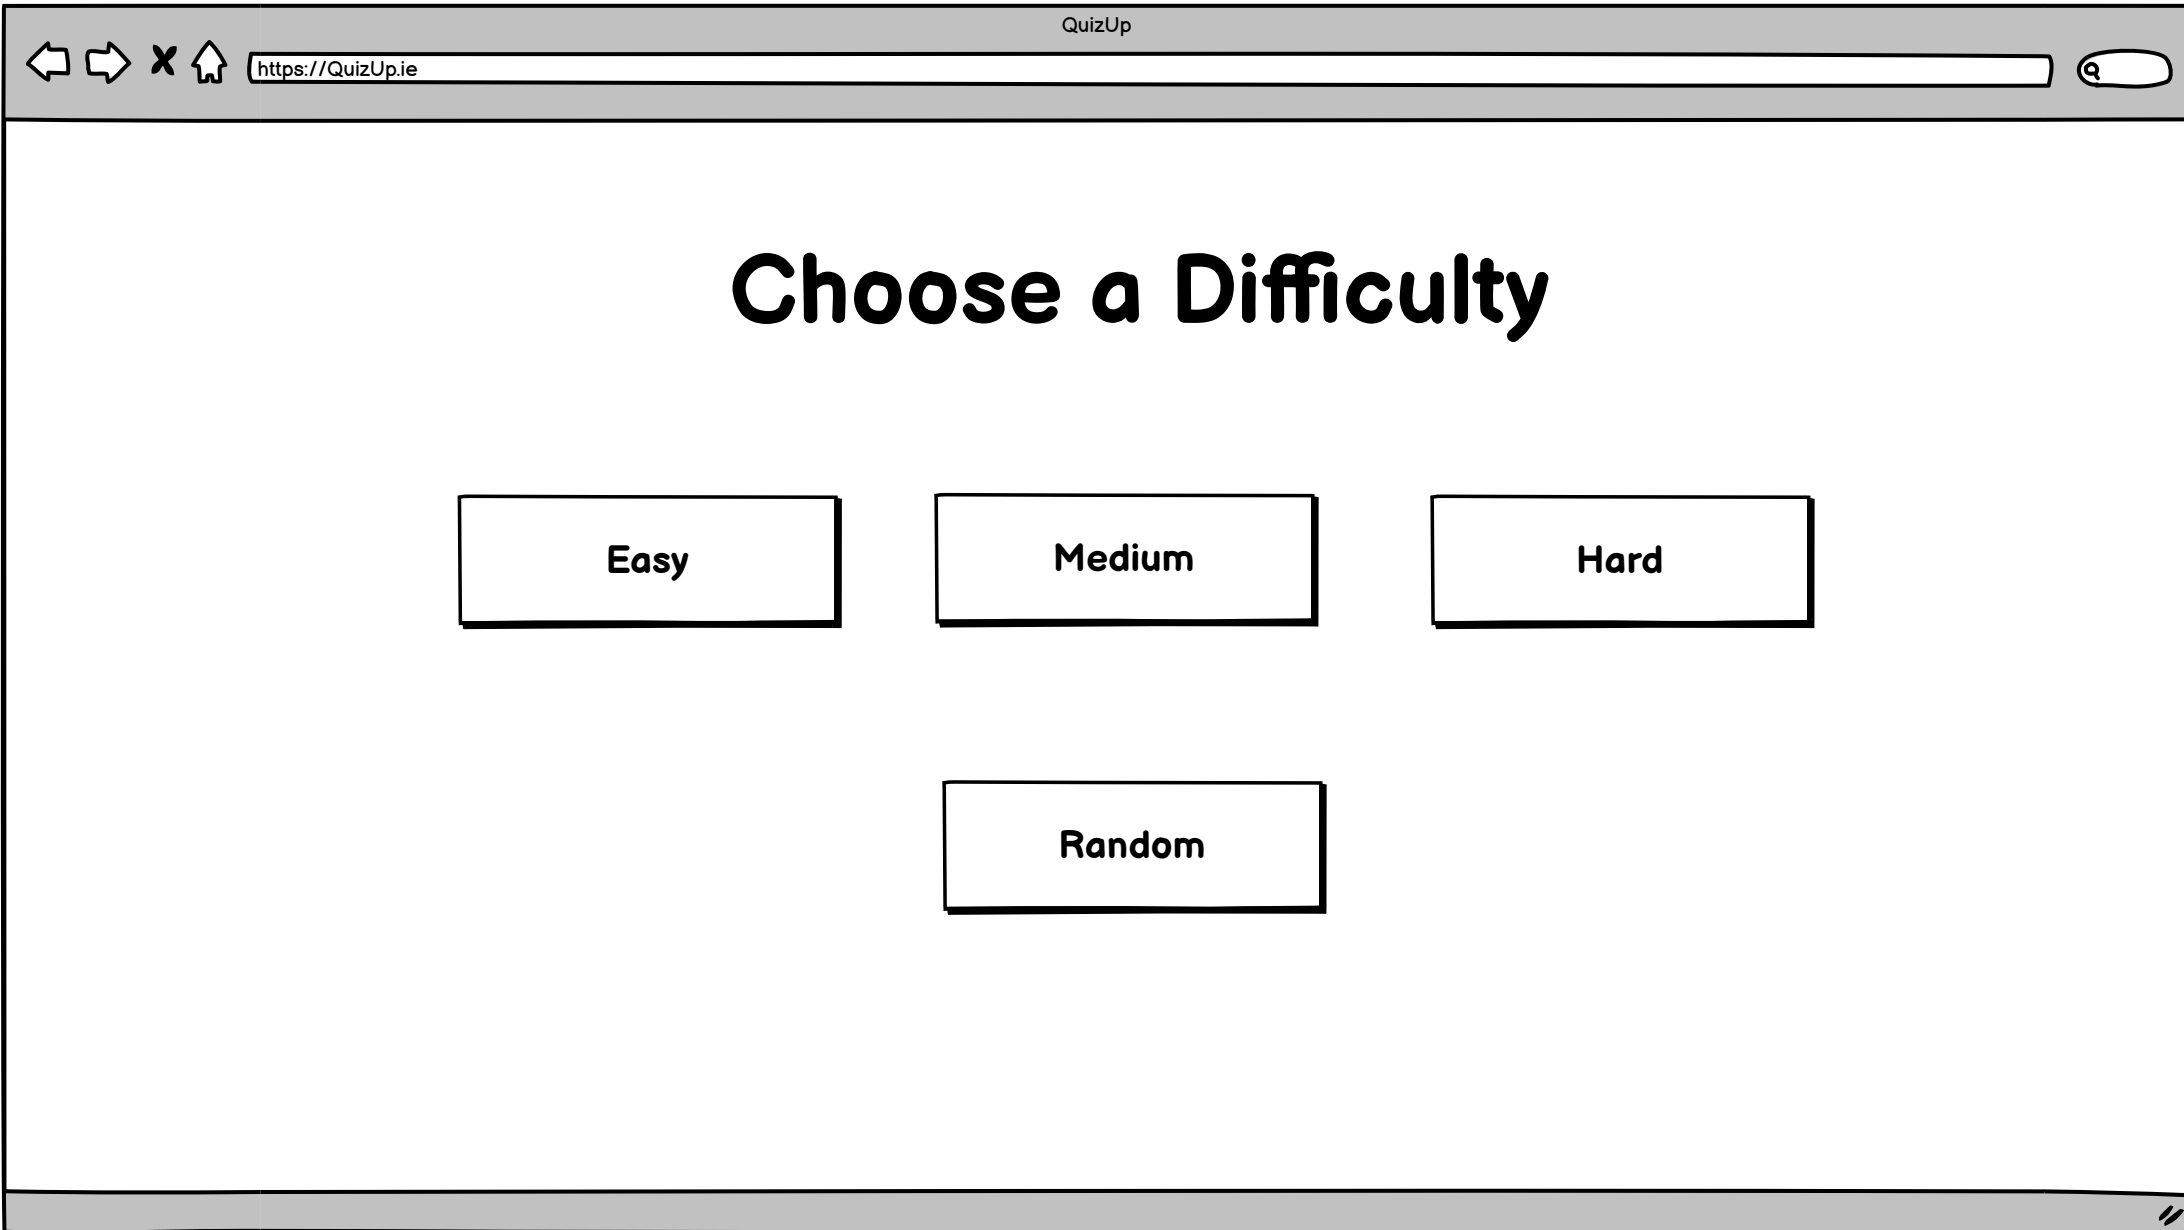 QuizUp
https://QuizUp.ie
Choose a Difficulty
Easy
Medium
Hard
Random